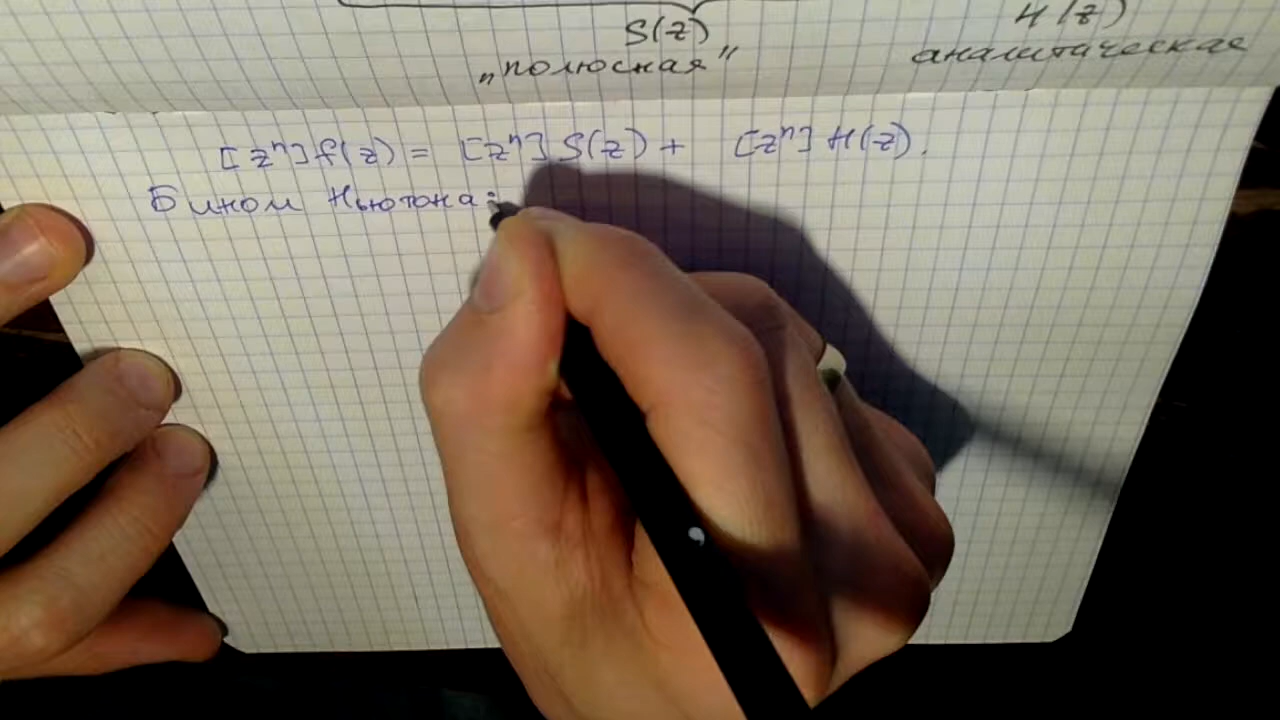 S(z) H(z)
„полюсная” аналитическая
[zⁿ]f(z) = [zⁿ]S(z) + [zⁿ]H(z).
Бином Ньютона: